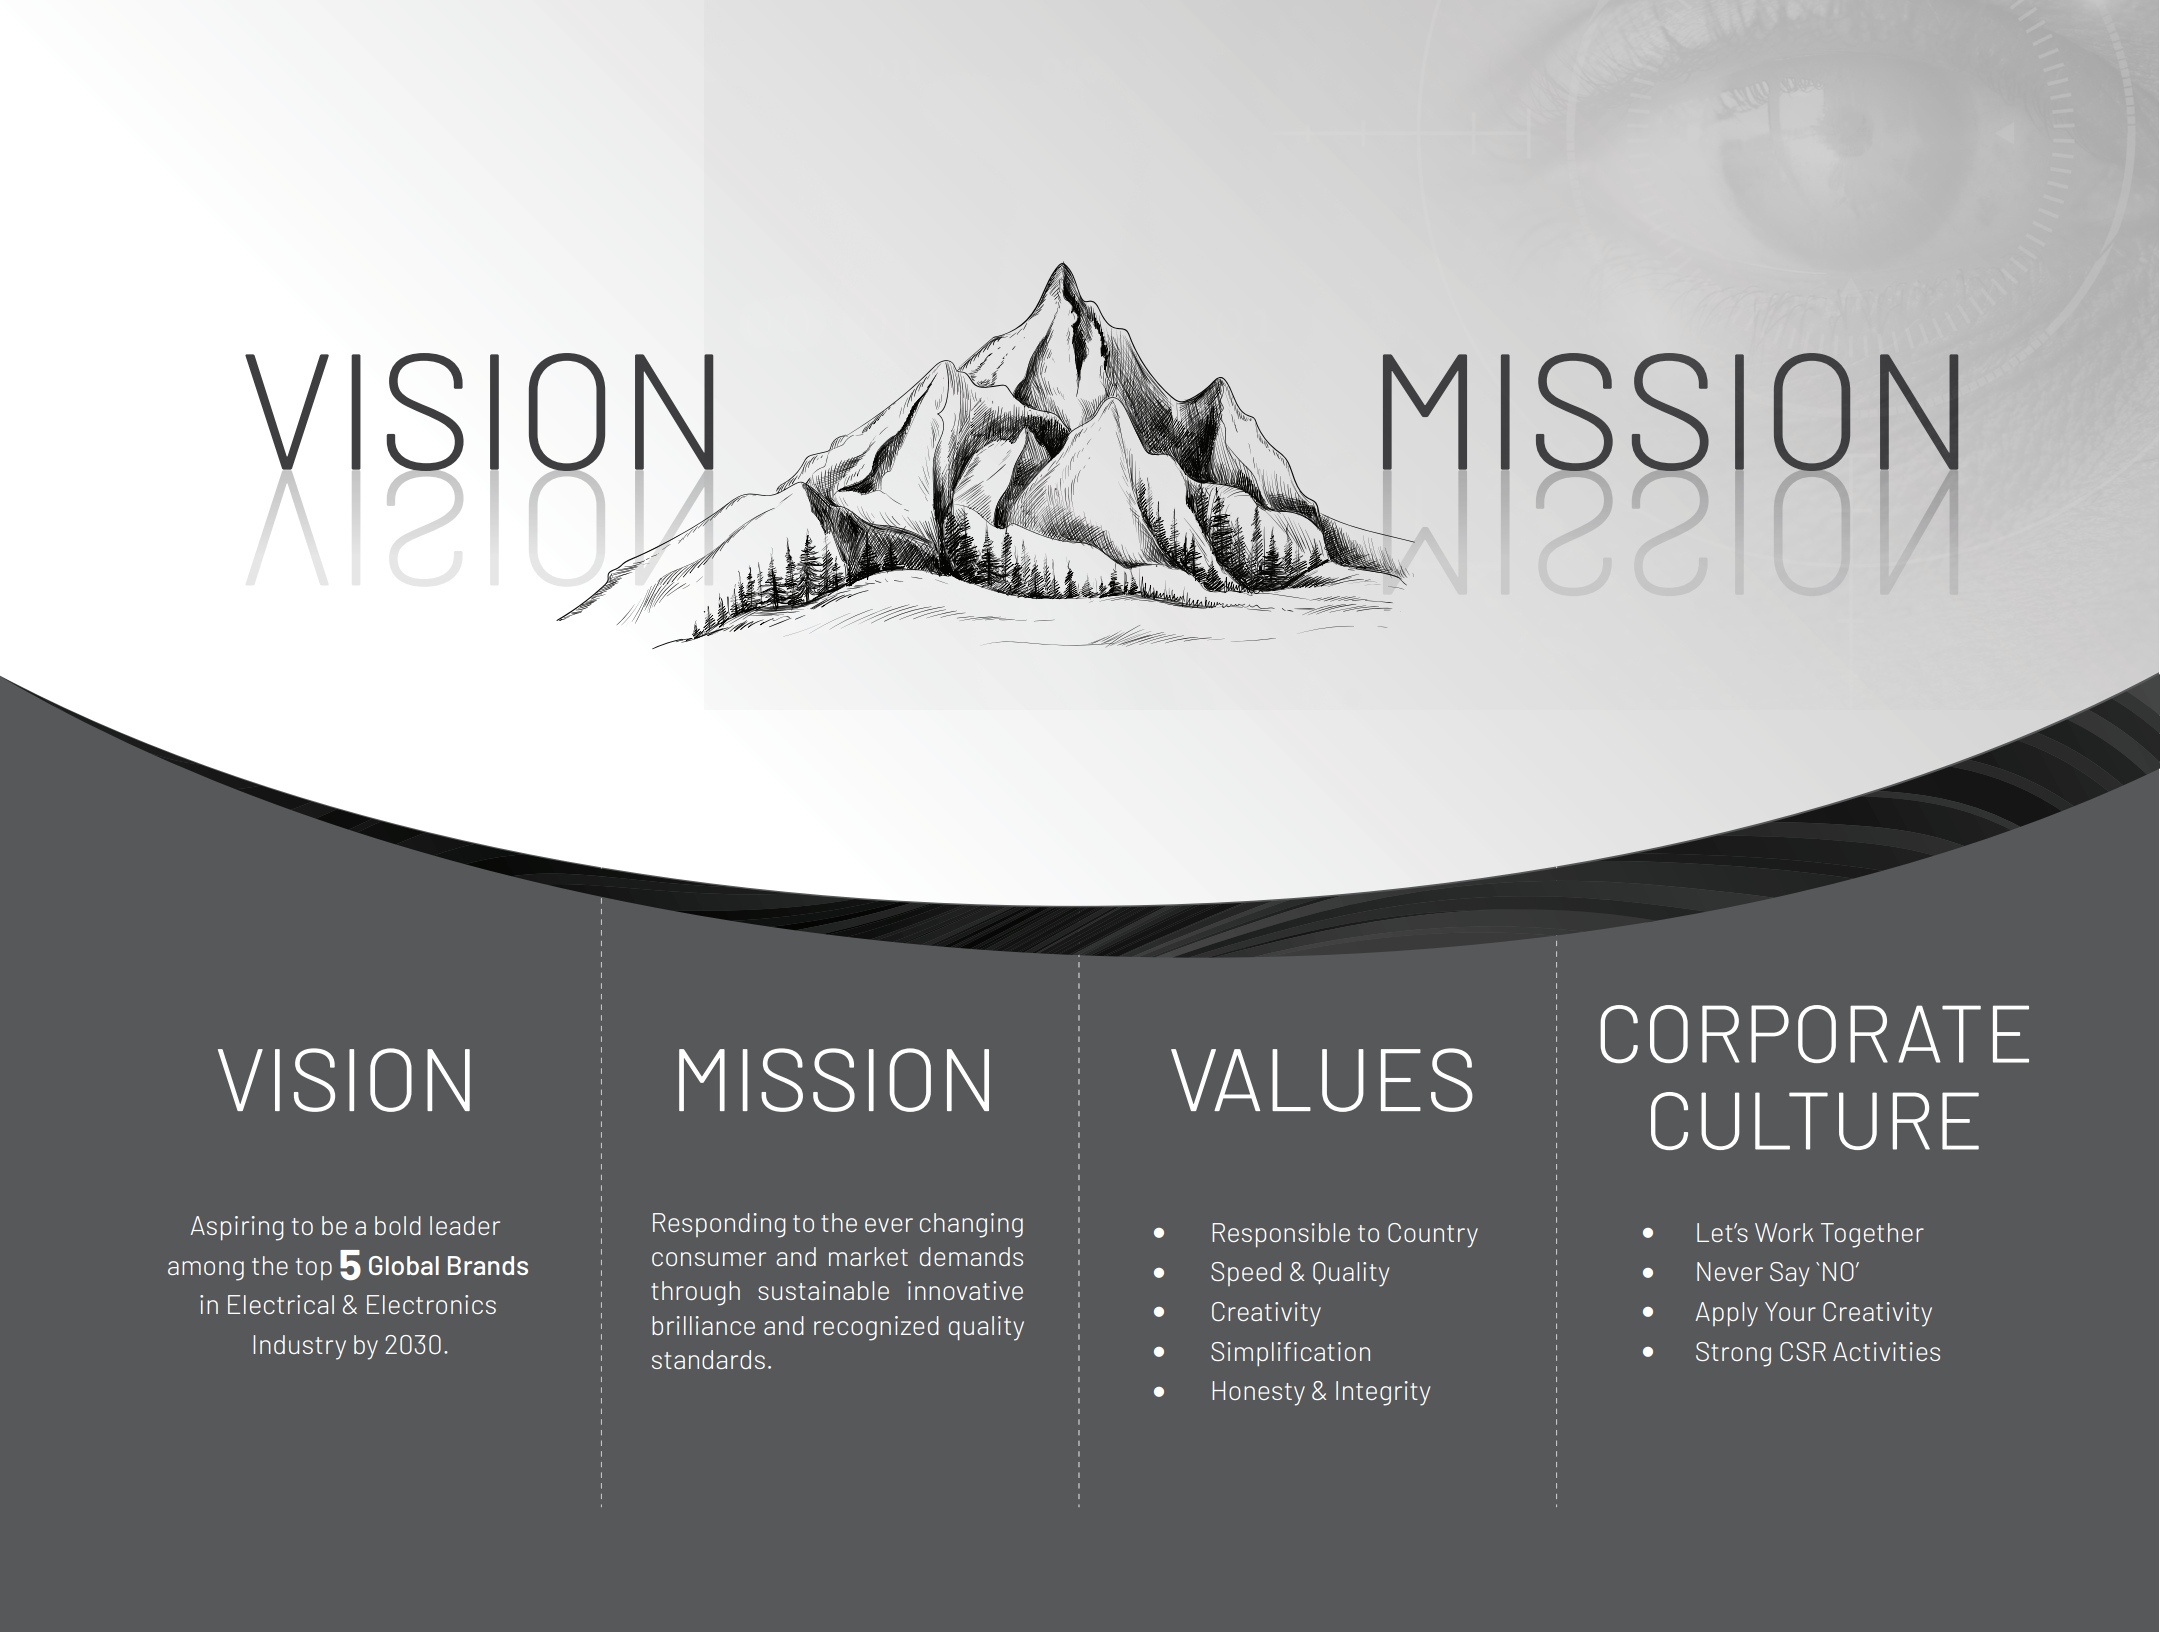 VISION
MISSION
VISION
Aspiring to be a bold leader
among the top 5 Global Brands
in Electrical & Electronics
Industry by 2030.
MISSION
Responding to the ever changing
consumer and market demands
through sustainable innovative
brilliance and recognized quality
standards.
VALUES
• Responsible to Country
• Speed & Quality
• Creativity
• Simplification
• Honesty & Integrity
CORPORATE
CULTURE
• Let’s Work Together
• Never Say `NO’
• Apply Your Creativity
• Strong CSR Activities